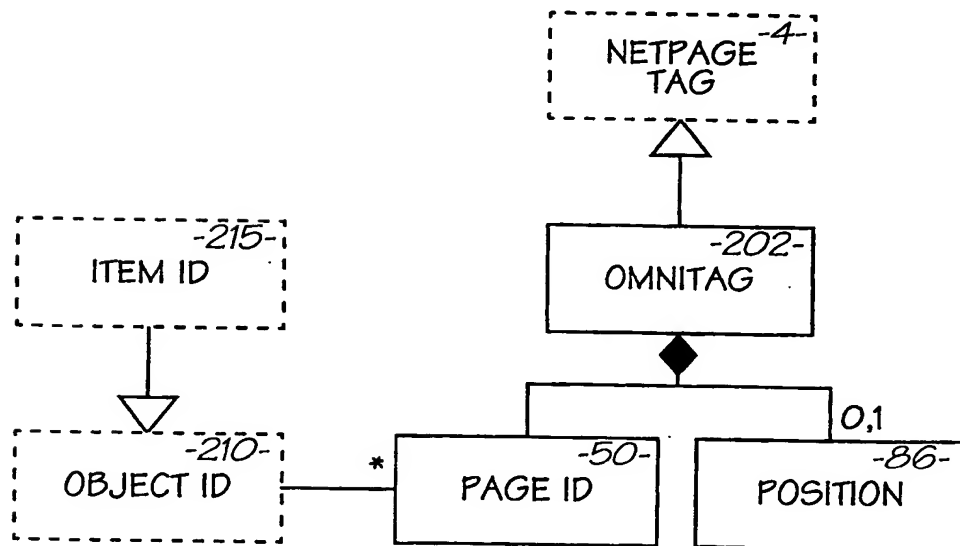 -4-
NETPAGE
TAG
-215-
ITEM ID
-202-
OMNITAG
0,1
-210-
OBJECT ID
*
-50-
PAGE ID
-86-
POSITION